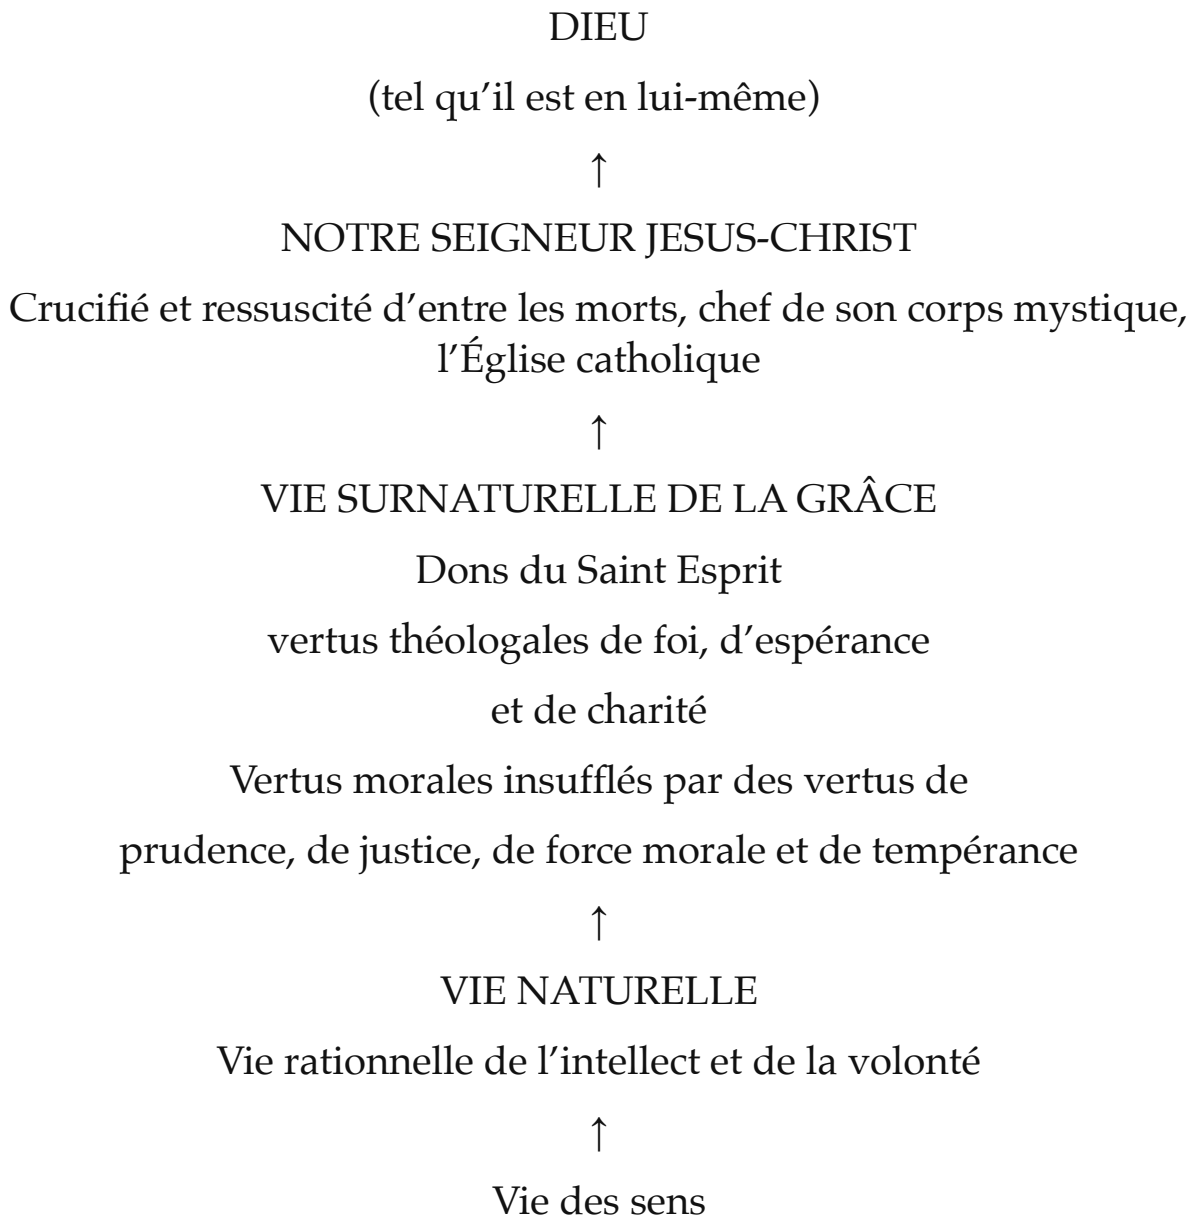 DIEU
(tel qu’il est en lui-même)
↑
NOTRE SEIGNEUR JESUS-CHRIST
Crucifié et ressuscité d’entre les morts, chef de son corps mystique,
l’Église catholique
↑
VIE SURNATURELLE DE LA GRÂCE
Dons du Saint Esprit
vertus théologales de foi, d’espérance
et de charité
Vertus morales insufflés par des vertus de
prudence, de justice, de force morale et de tempérance
↑
VIE NATURELLE
Vie rationnelle de l’intellect et de la volonté
↑
Vie des sens